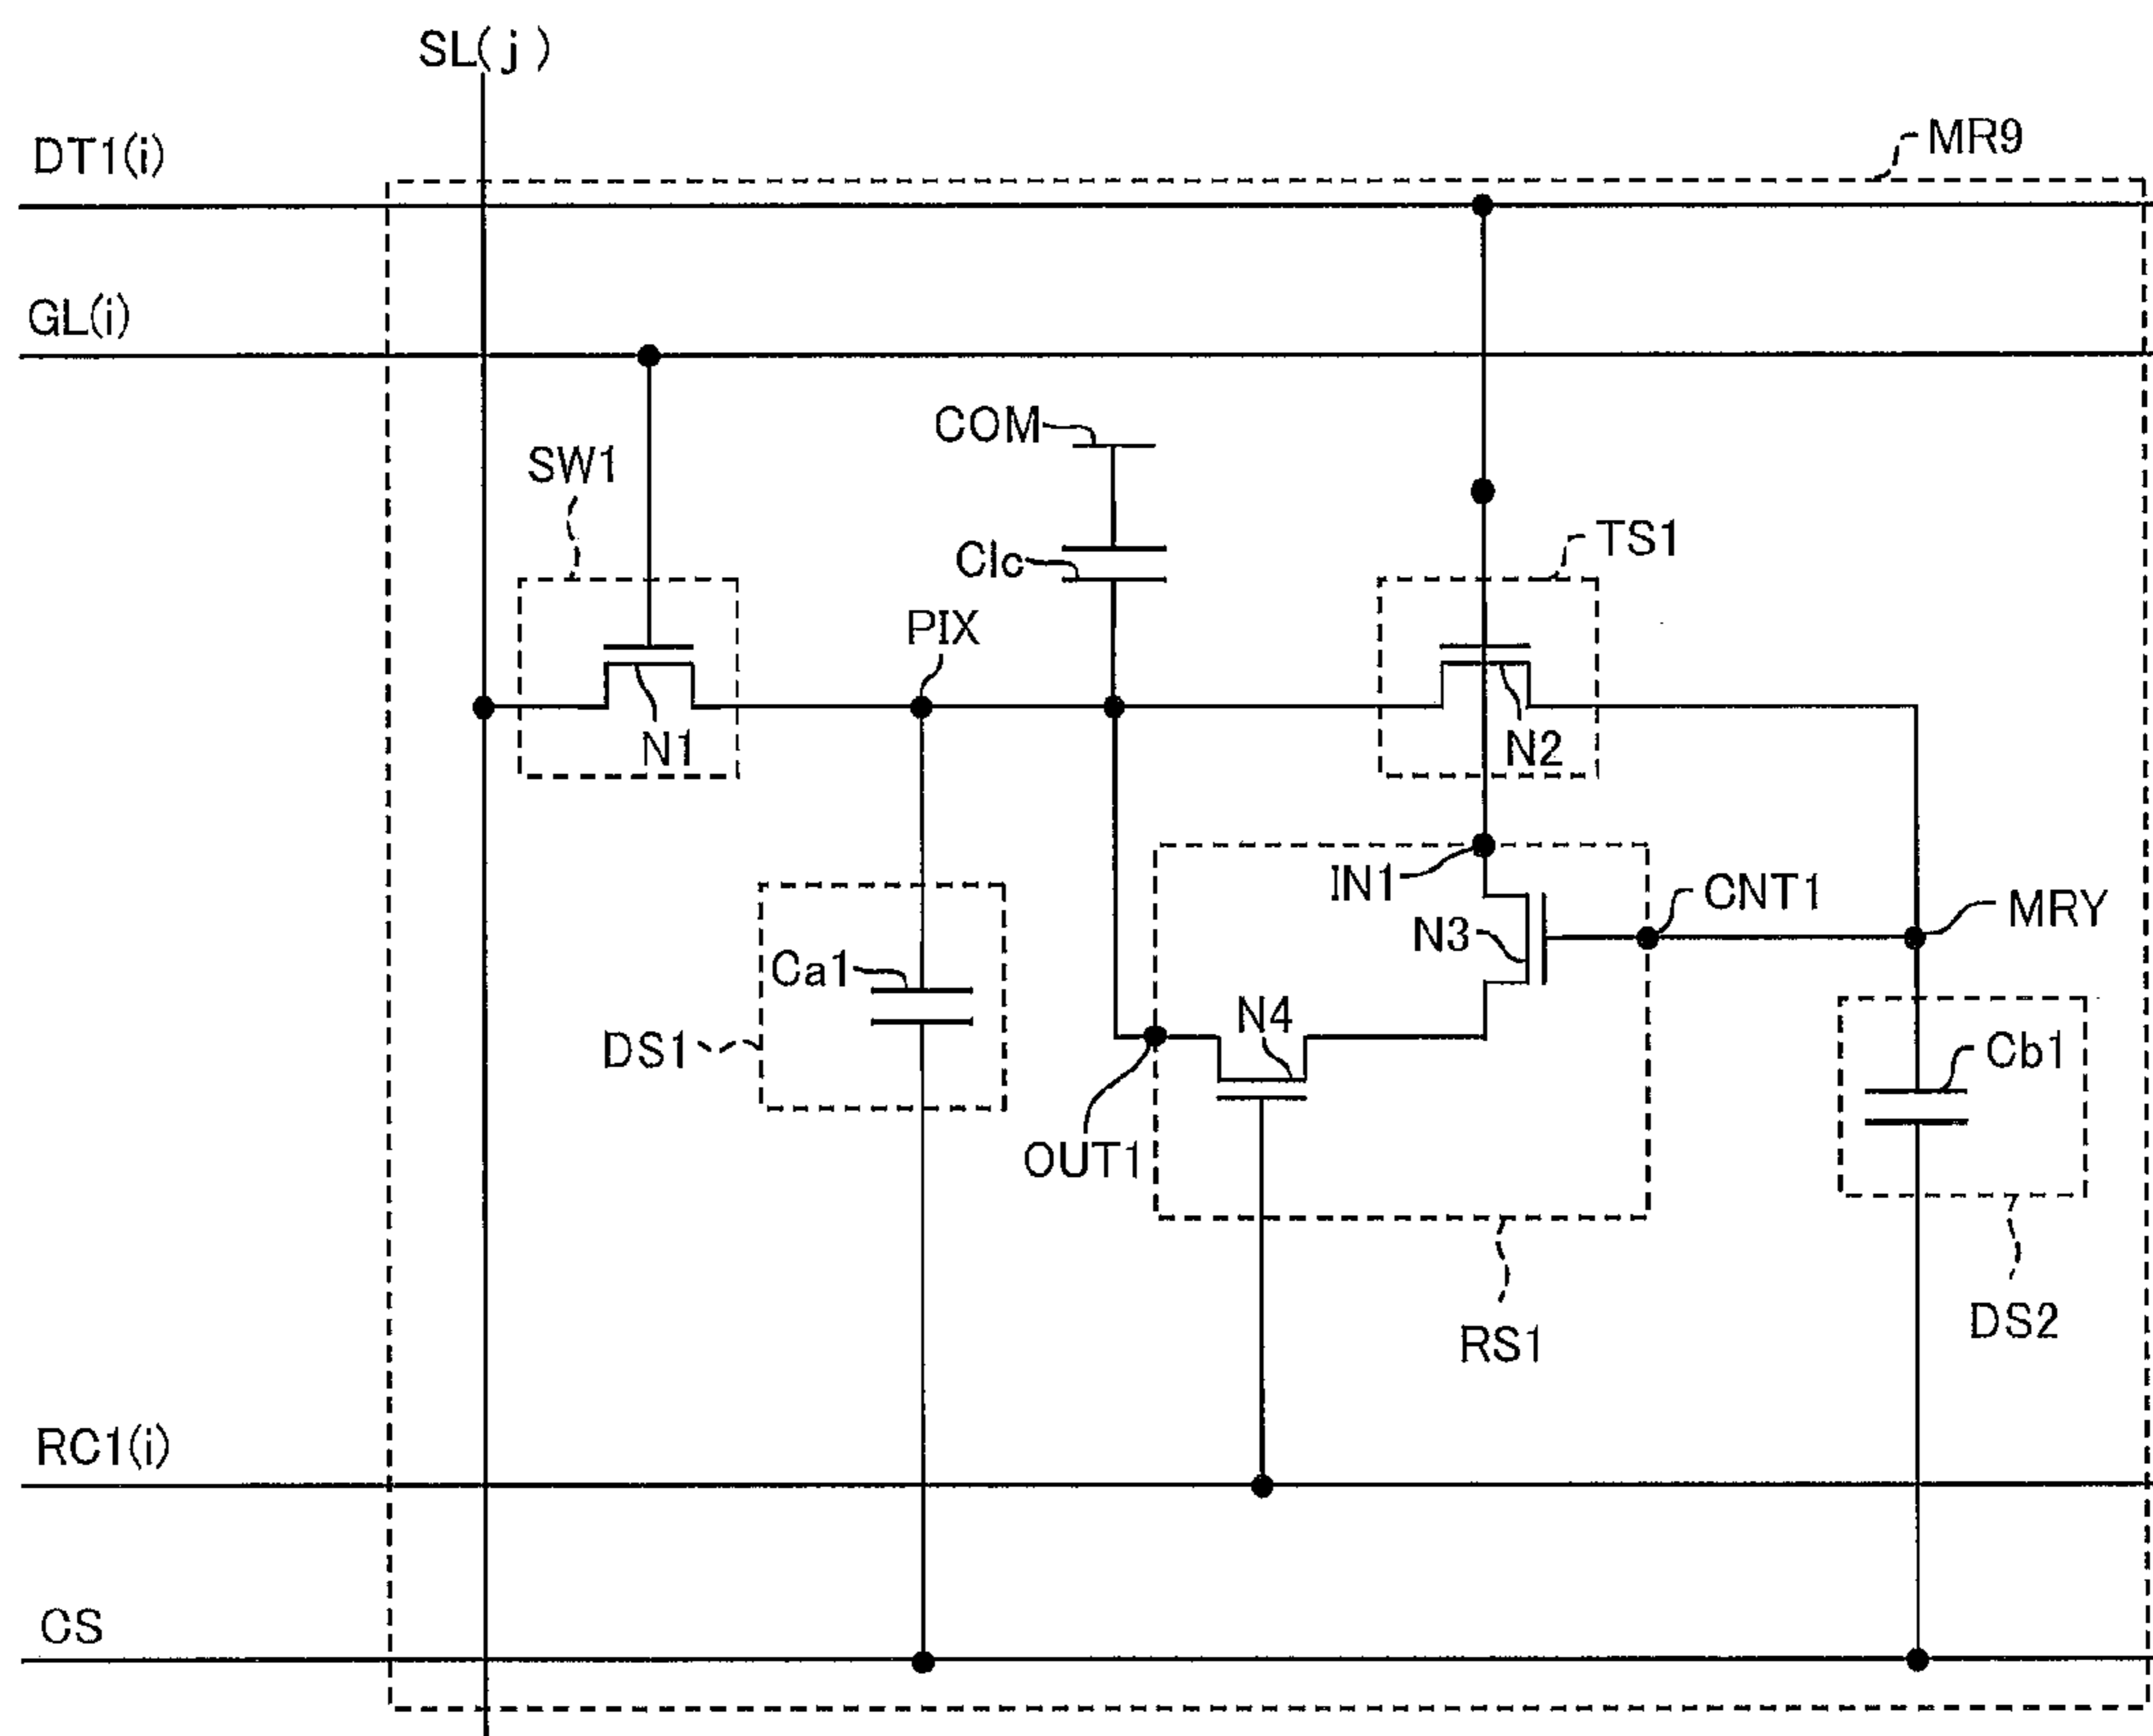 SL(j)
DT1(i)
MR9
GL(i)
COM
SW1
Clc
TS1
PIX
N1
N2
IN1
CNT1
MRY
N3
Ca1
N4
DS1
Cb1
OUT1
RS1
DS2
RC1(i)
CS